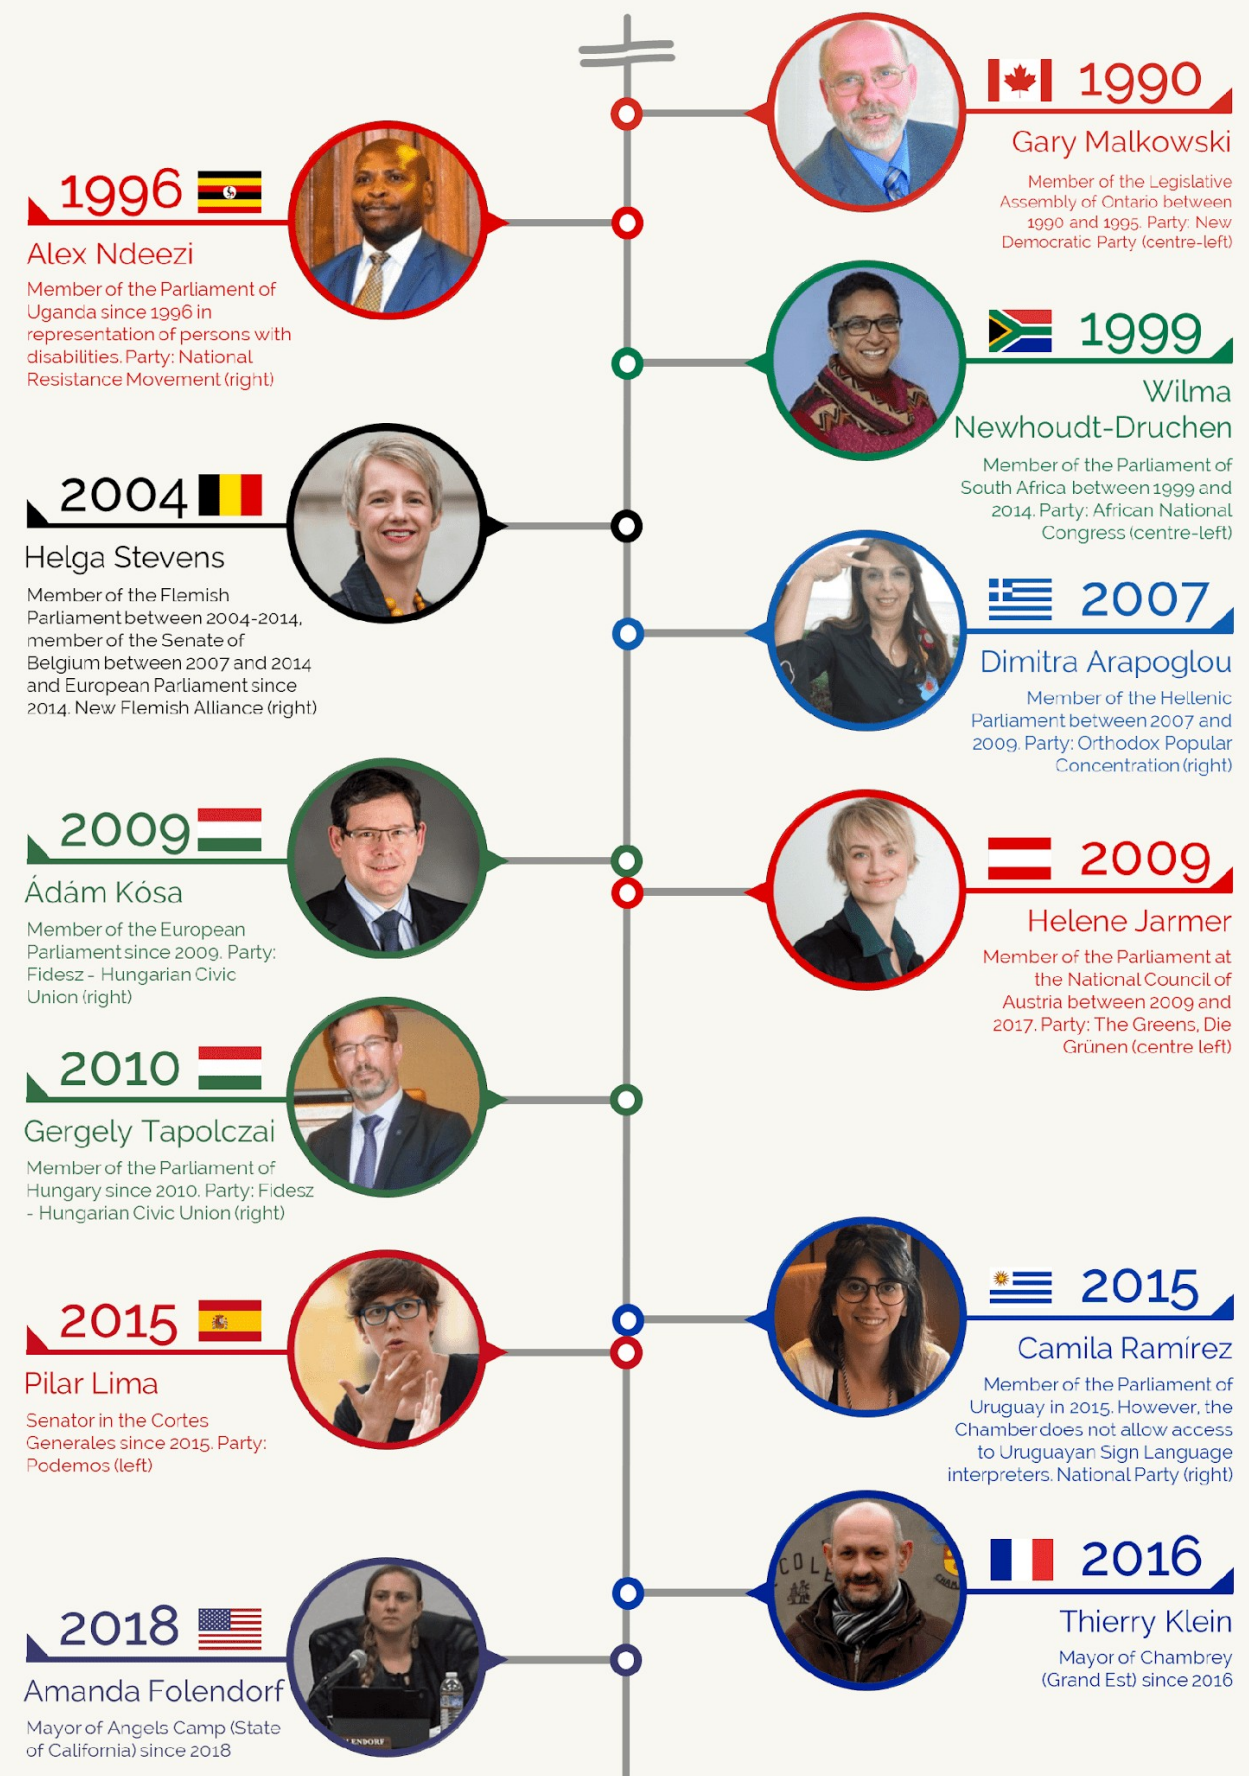 1990
Gary Malkowski
Member of the Legislative
Assembly of Ontario between
1990 and 1995. Party: New
Democratic Party (centre-left)
1996
Alex Ndeezi
Member of the Parliament of
Uganda since 1996 in
representation of persons with
disabilities. Party: National
Resistance Movement (right)
1999
Wilma
Newhoudt-Druchen
Member of the Parliament of
South Africa between 1999 and
2014. Party: African National
Congress (centre-left)
2004
Helga Stevens
Member of the Flemish
Parliament between 2004-2014,
member of the Senate of
Belgium between 2007 and 2014
and European Parliament since
2014. New Flemish Alliance (right)
2007
Dimitra Arapoglou
Member of the Hellenic
Parliament between 2007 and
2009. Party: Orthodox Popular
Concentration (right)
2009
Ádám Kósa
Member of the European
Parliament since 2009. Party:
Fidesz - Hungarian Civic
Union (right)
2009
Helene Jarmer
Member of the Parliament at
the National Council of
Austria between 2009 and
2017. Party: The Greens, Die
Grünen (centre left)
2010
Gergely Tapolczai
Member of the Parliament of
Hungary since 2010. Party: Fidesz
- Hungarian Civic Union (right)
2015
Camila Ramírez
Member of the Parliament of
Uruguay in 2015. However, the
Chamber does not allow access
to Uruguayan Sign Language
interpreters. National Party (right)
2015
Pilar Lima
Senator in the Cortes
Generales since 2015. Party:
Podemos (left)
2016
Thierry Klein
Mayor of Chambrey
(Grand Est) since 2016
COLE
2018
Amanda Folendorf
Mayor of Angels Camp (State
of California) since 2018
LENDORF